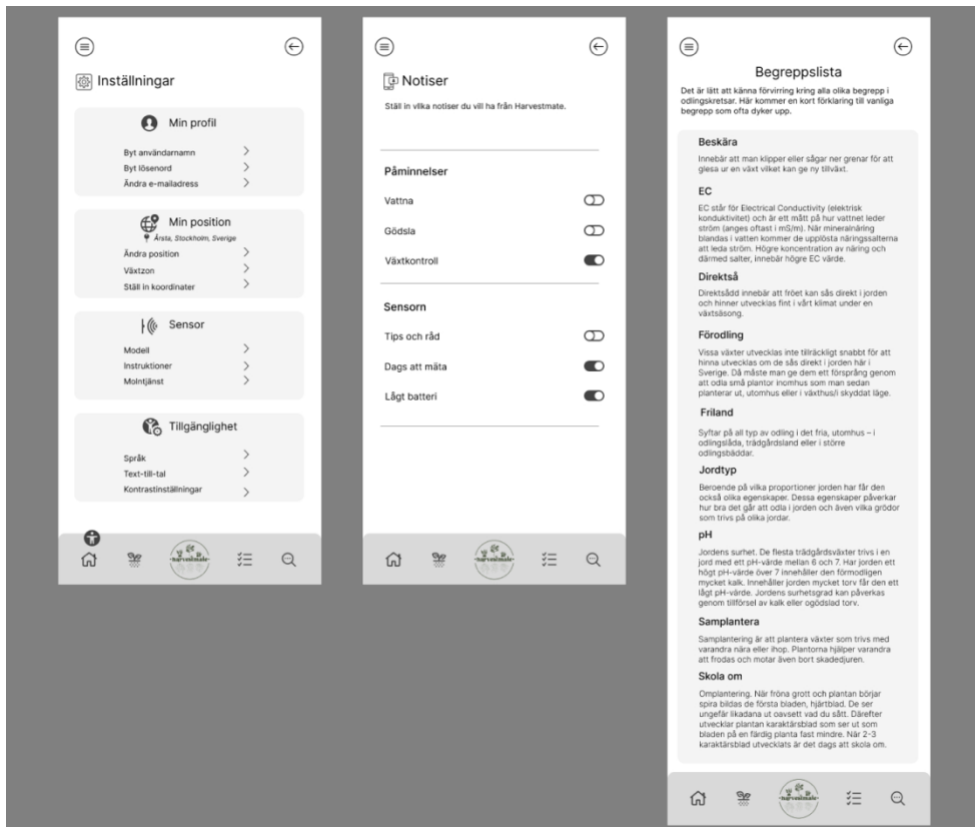 Inställningar
Min profil
Byt användarnamn
Byt lösenord
Ändra e-mailadress
Min position
Årsta, Stockholm, Sverige
Ändra position
Växtzon
Ställ in koordinater
Sensor
Modell
Instruktioner
Molntjänst
Tillgänglighet
Språk
Text-till-tal
Kontrastinställningar
harvestmate
Notiser
Ställ in vilka notiser du vill ha från Harvestmate.
Påminnelser
Vattna
Gödsla
Växtkontroll
Sensorn
Tips och råd
Dags att mäta
Lågt batteri
harvestmate
Begreppslista
Det är lätt att känna förvirring kring alla olika begrepp i
odlingskretsar. Här kommer en kort förklaring till vanliga
begrepp som ofta dyker upp.
Beskära
Innebär att man klipper eller sågar ner grenar för att
glesa ur en växt vilket kan ge ny tillväxt.
EC
EC står för Electrical Conductivity (elektrisk
konduktivitet) och är ett mått på hur vattnet leder
ström (anges oftast i mS/m). När mineralnäring
blandas i vatten kommer de upplösta näringssalterna
att leda ström. Högre koncentration av näring och
därmed salter, innebär högre EC värde.
Direktså
Direktsådd innebär att fröet kan sås direkt i jorden
och hinner utvecklas fint i vårt klimat under en
växtsäsong.
Förodling
Vissa växter utvecklas inte tillräckligt snabbt för att
hinna utvecklas om de sås direkt i jorden här i
Sverige. Då måste man ge dem ett försprång genom
att odla små plantor inomhus som man sedan
planterar ut, utomhus eller i växthus/i skyddat läge.
Friland
Syftar på all typ av odling i det fria, utomhus – i
odlingslåda, trädgårdsland eller i större
odlingsbäddar.
Jordtyp
Beroende på vilka proportioner jorden har får den
också olika egenskaper. Dessa egenskaper påverkar
hur bra det går att odla i jorden och även vilka grödor
som trivs på olika jordar.
pH
Jordens surhet. De flesta trädgårdsväxter trivs i en
jord med ett pH-värde mellan 6 och 7. Har jorden ett
högt pH-värde över 7 innehåller den förmodligen
mycket kalk. Innehåller jorden mycket torv får den ett
lågt pH-värde. Jordens surhetsgrad kan påverkas
genom tillförsel av kalk eller ogödslad torv.
Samplantera
Samplantering är att plantera växter som trivs med
varandra nära eller ihop. Plantorna hjälper varandra
att frodas och motar även bort skadedjuren.
Skola om
Omplantering. När fröna grott och plantan börjar
spira bildas de första bladen, hjärtblad. De ser
ungefär likadana ut oavsett vad du sått. Därefter
utvecklar plantan karaktärsblad som ser ut som
bladen på en färdig planta fast mindre. När 2-3
karaktärsblad utvecklats är det dags att skola om.
harvestmate